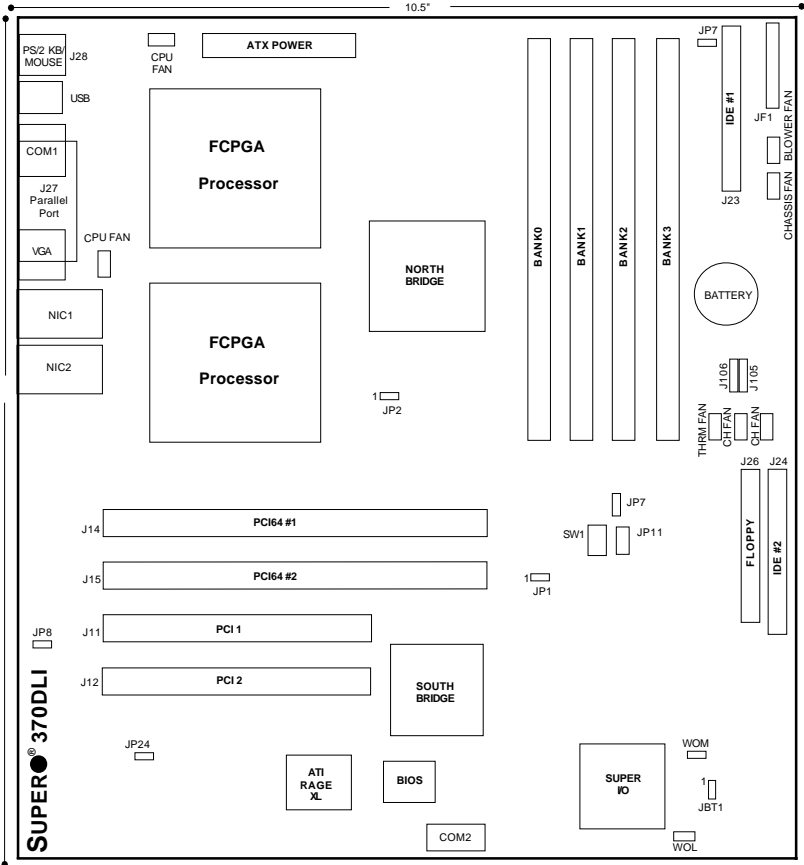 10.5"
PS/2 KB/
MOUSE
J28
CPU
FAN
ATX POWER
JP7
USB
IDE #1
JF1
BLOWER FAN
COM1
FCPGA
Processor
J27
Parallel
Port
CHASSIS FAN
J23
CPU FAN
VGA
BANK0
BANK1
BANK2
BANK3
NORTH
BRIDGE
BATTERY
NIC1
FCPGA
Processor
NIC2
J106
J105
1
JP2
THRM FAN
CH FAN
CH FAN
J26
J24
JP7
J14
PCI64 #1
SW1
JP11
FLOPPY
IDE #2
J15
PCI64 #2
1
JP1
JP8
J11
PCI 1
J12
PCI 2
SOUTH
BRIDGE
SUPER® 370DLI
JP24
WOM
ATI
RAGE
XL
BIOS
SUPER
I/O
1
JBT1
COM2
WOL